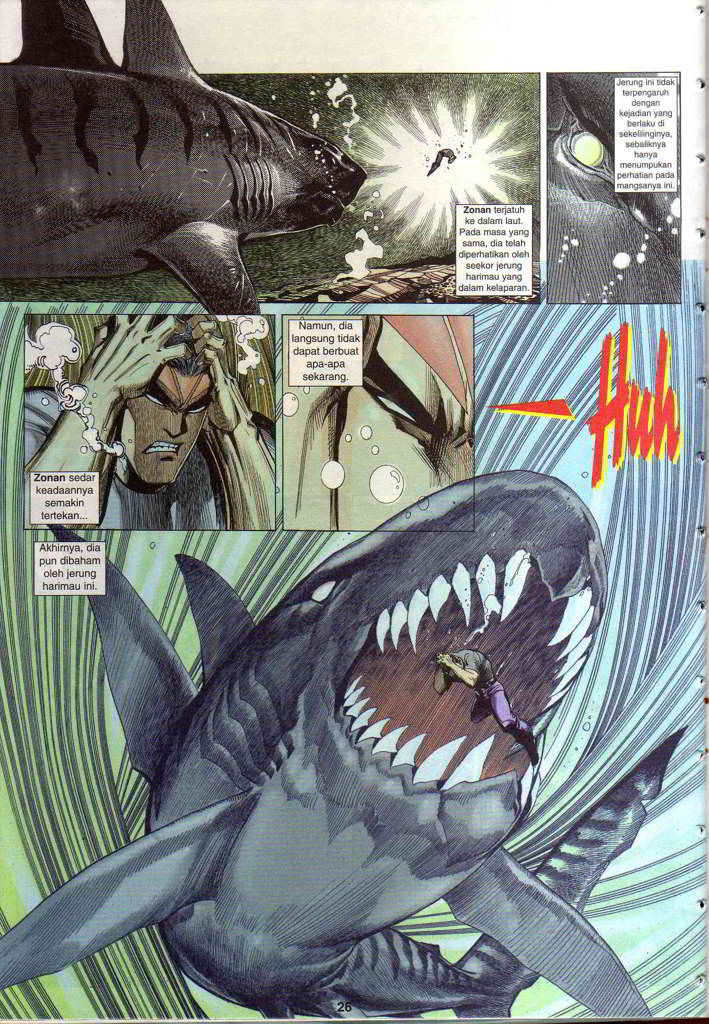 Zonan terjatuh
ke dalam laut.
Pada masa yang
sama, dia telah
diperhatikan oleh
seekor jerung
harimau yang
dalam kelaparan.
Jerung ini tidak
terpengaruh
dengan
kejadian yang
berlaku di
sekelilinginya,
sebaliknya
hanya
menumpukan
perhatian pada
mangsanya ini.
Zonan sedar
keadaannya
semakin
tertekan...
Namun, dia
langsung tidak
dapat berbuat
apa-apa
sekarang.
Huh
Akhirnya, dia
pun dibaham
oleh jerung
harimau ini.
26